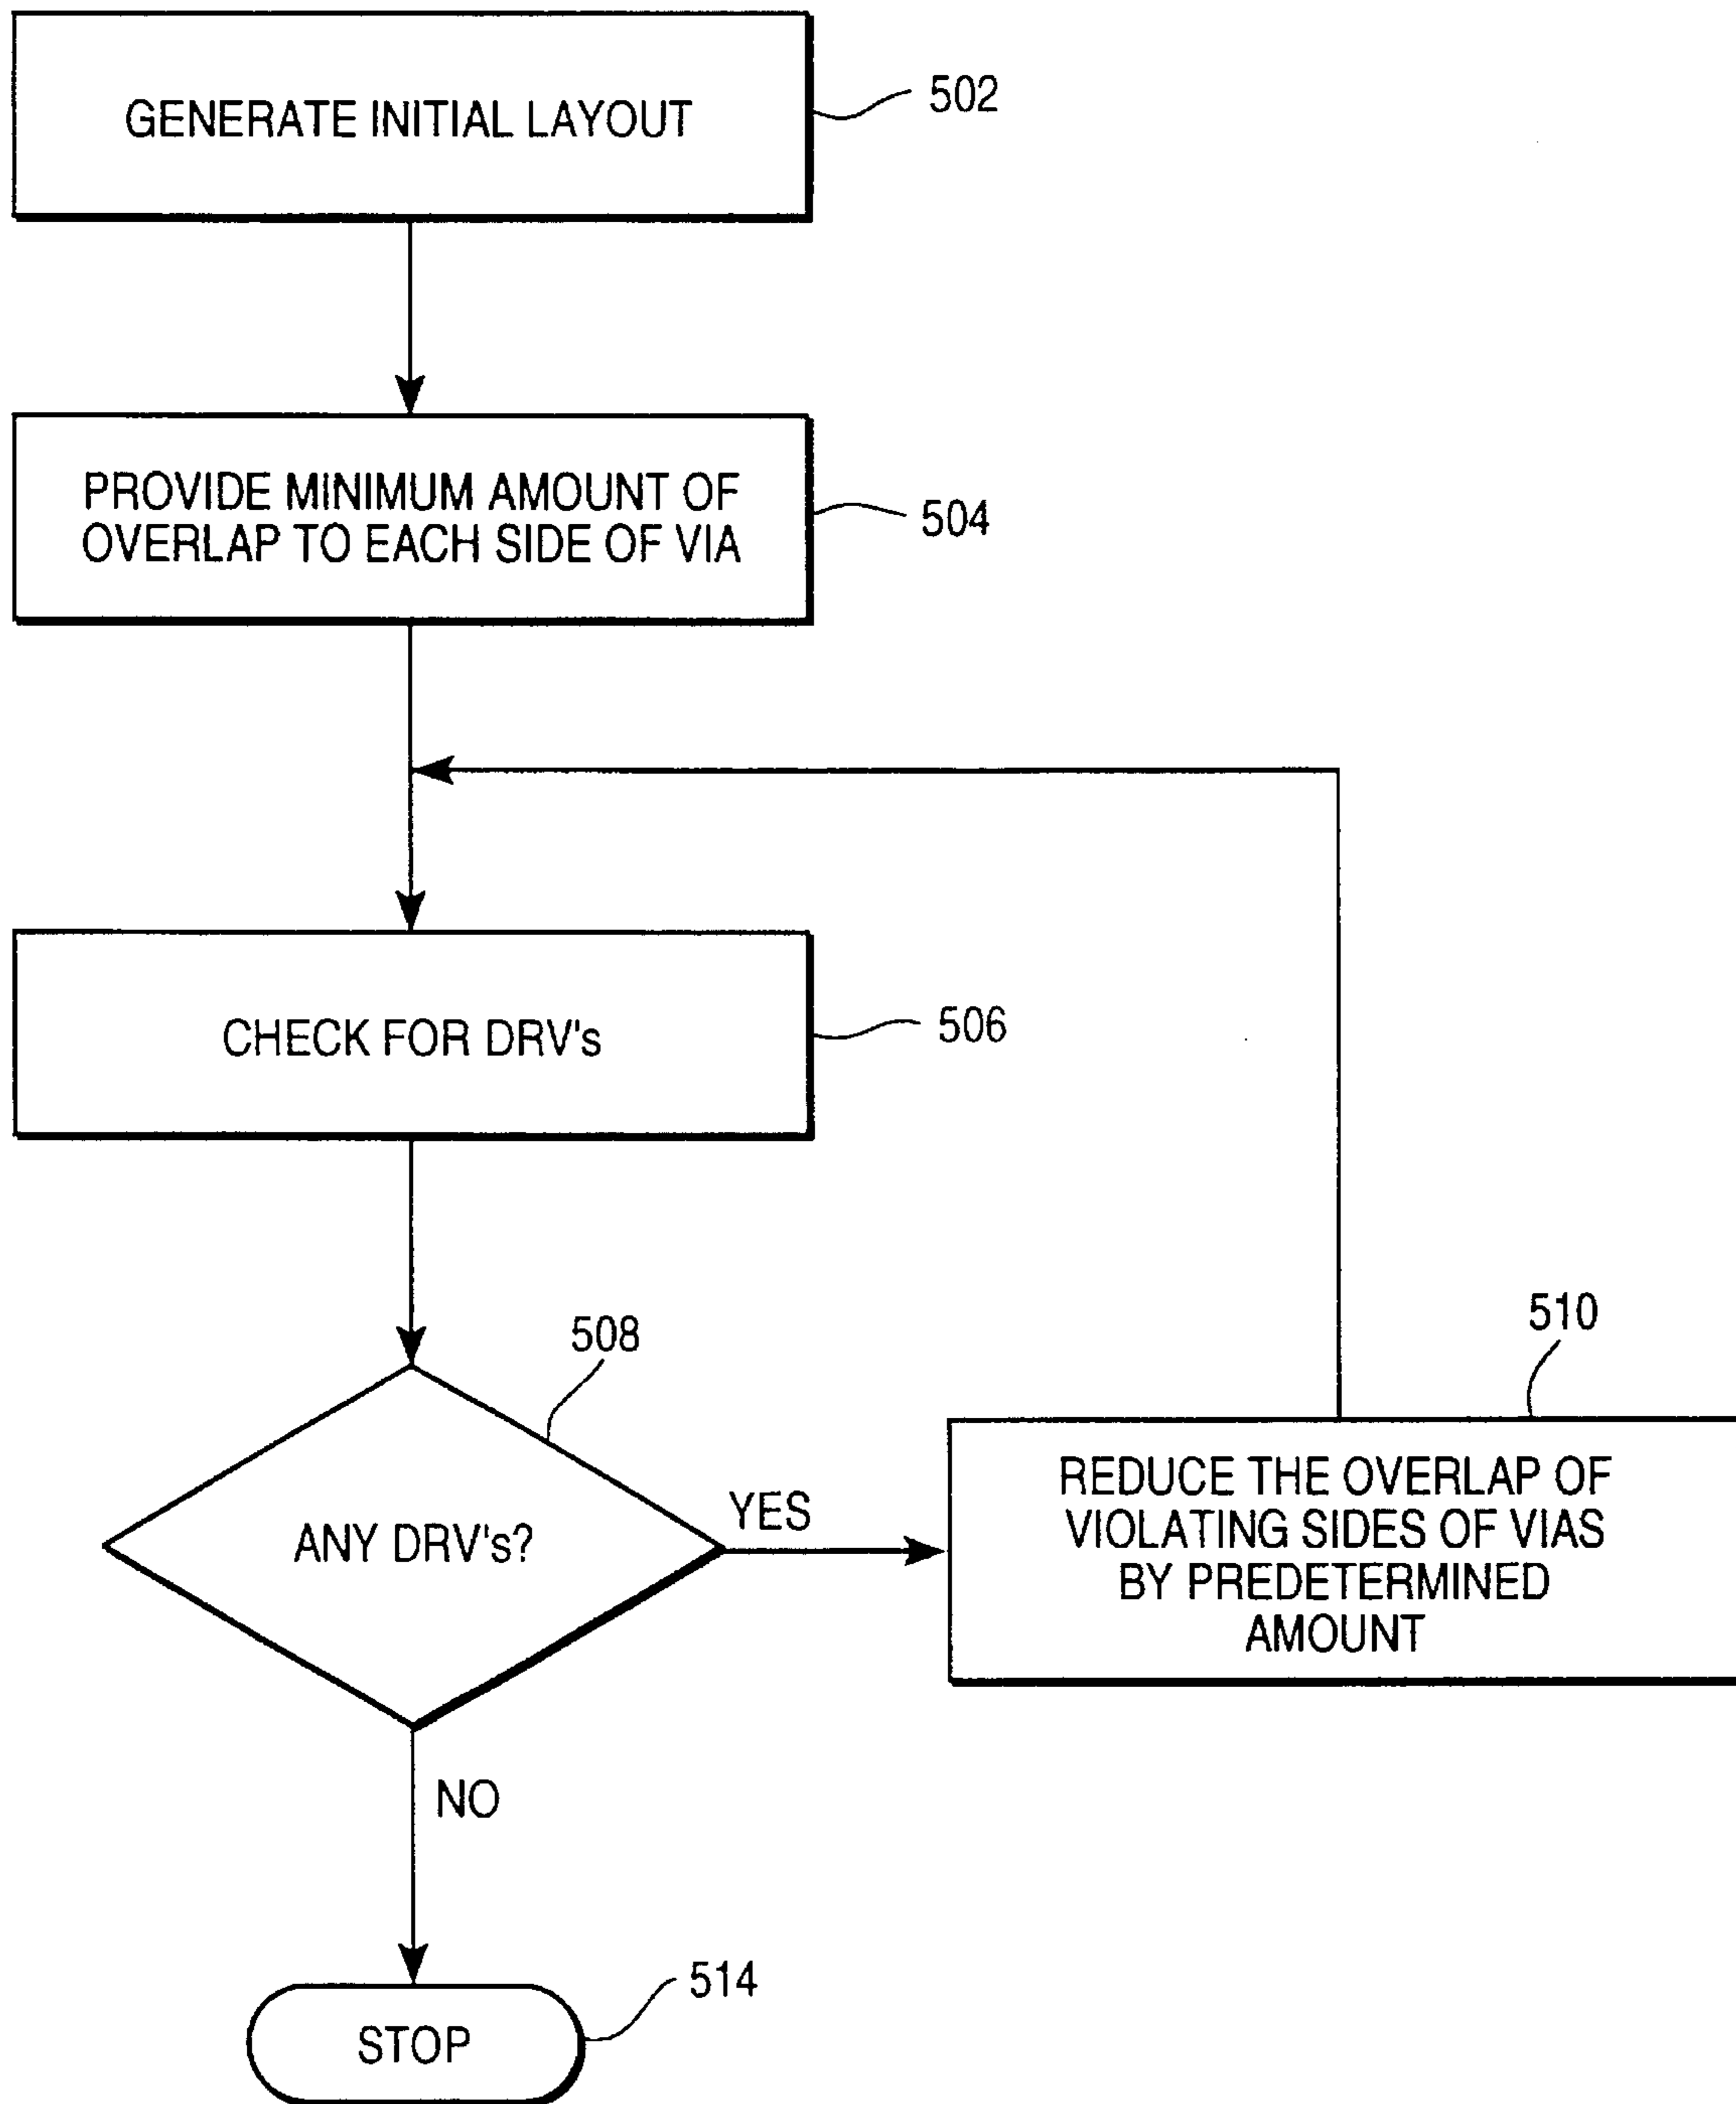 GENERATE INITIAL LAYOUT
502
PROVIDE MINIMUM AMOUNT OF
OVERLAP TO EACH SIDE OF VIA
504
CHECK FOR DRV's
506
508
ANY DRV's?
YES
510
REDUCE THE OVERLAP OF
VIOLATING SIDES OF VIAS
BY PREDETERMINED
AMOUNT
NO
514
STOP